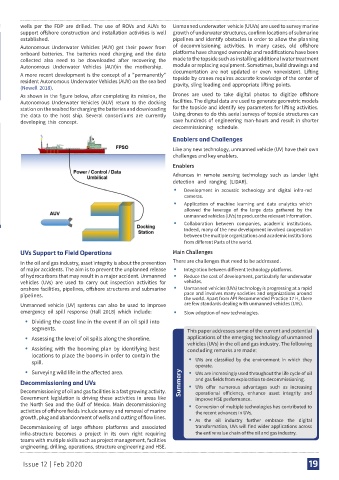 wells per the FDP are drilled. The use of ROVs and AUVs to
support offshore construction and installation activities is well
established.
Autonomous Underwater Vehicles (AUV) get their power from
onboard batteries. The batteries need charging and the data
collected also need to be downloaded after recovering the
Autonomous Underwater Vehicles (AUV)in the mothership.
A more recent development is the concept of a "permanently"
resident Autonomous Underwater Vehicles (AUV) on the sea bed
(Newell 2018).
As shown in the figure below, after completing its mission, the
Autonomous Underwater Vehicles (AUV) return to the docking
station on the seabed for charging the batteries and downloading
the data to the host ship. Several consortiums are currently
developing this concept.
FPSO
Power / Control / Data
Umbilical
AUV
Docking
Station
UVs Support to Field Operations
In the oil and gas industry, asset integrity is about the prevention
of major accidents. The aim is to prevent the unplanned release
of hydrocarbons that may result in a major accident. Unmanned
vehicles (UVs) are used to carry out inspection activities for
onshore facilities, pipelines, offshore structures and submarine
pipelines.
Unmanned vehicle (UV) systems can also be used to improve
emergency oil spill response (Hall 2018) which include:
• Dividing the coast line in the event if an oil spill into
segments.
• Assessing the level of oil spills along the shoreline.
• Assisting with the booming plan by identifying best
locations to place the booms in order to contain the
spill.
• Surveying wild life in the affected area.
Decommissioning and UVs
Decommissioning of oil and gas facilities is a fast growing activity.
Government legislation is driving these activities in areas like
the North Sea and the Gulf of Mexico. Main decommissioning
activities of offshore fields include survey and removal of marine
growth, plug and abandonment of wells and cutting of flow lines.
Decommissioning of large offshore platforms and associated
infra-structure becomes a project in its own right requiring
teams with multiple skills such as project management, facilities
engineering, drilling, operations, structure engineering and HSE.
Unmanned underwater vehicle (UUVs) are used to survey marine
growth of underwater structures, confirm locations of submarine
pipelines and identify obstacles in order to allow the planning
of decommissioning activities. In many cases, old offshore
platforms have changed ownership and modifications have been
made to the topside such as installing additional water treatment
module or replacing equipment. Sometimes, build drawings and
documentation are not updated or even nonexistent. Lifting
topside by cranes requires accurate knowledge of the center of
gravity, sling loading and appropriate lifting points.
Drones are used to take digital photos to digitize offshore
facilities. The digital data are used to generate geometric models
for the topside and identify key parameters for lifting activities.
Using drones to do this aerial surveys of topside structures can
save hundreds of engineering man-hours and result in shorter
decommissioning schedule.
Enablers and Challenges
Like any new technology, unmanned vehicle (UV) have their own
challenges and key enablers.
Enablers
Advances in remote sensing technology such as under light
detection and ranging (LIDAR).
• Development in acoustic technology and digital infra-red
cameras.
• Application of machine learning and data analytics which
allowed the leverage of the large data gathered by the
unmanned vehicles (UVs) to produce the relevant information.
• Collaboration between companies, academic institutions.
Indeed, many of the new development involved cooperation
between the multiple organizations and academic institutions
from different Parts of the world.
Main Challenges
There are challenges that need to be addressed.
• Integration between different technology platforms.
• Reduce the cost of development, particularly for underwater
vehicles.
• Unmanned vehicles (UVs) technology is progressing at a rapid
pace and involves many societies and organizations around
the world. Apart from API Recommended Practice 17 H, there
are few standards dealing with unmanned vehicles (UVs).
• Slow adoption of new technologies.
Summary
This paper addresses some of the current and potential
applications of the emerging technology of unmanned
vehicles (UVs) in the oil and gas industry. The following
concluding remarks are made:
• UVs are classified by the environment in which they
operate.
• UVs are increasingly used throughout the life cycle of oil
and gas fields from exploration to decommissioning.
• UVs offer numerous advantages such as increasing
operational efficiency, enhance asset integrity and
improve HSE performance.
• Conversion of multiple technologies has contributed to
the recent advances in UVs.
• As the oil industry further embrace the digital
transformation, UVs will find wider applications across
the entire value chain of the oil and gas industry.
Issue 12 | Feb 2020
19